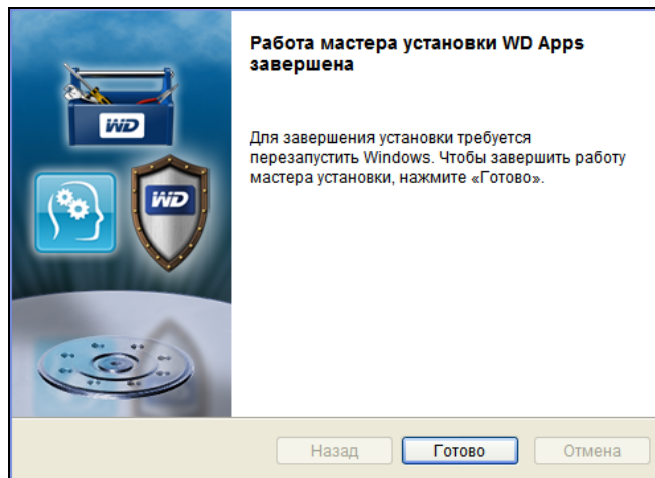 Работа мастера установки WD Apps
завершена
Для завершения установки требуется
перезапустить Windows. Чтобы завершить работу
мастера установки, нажмите «Готово».
WD
WD
Назад
Готово
Отмена